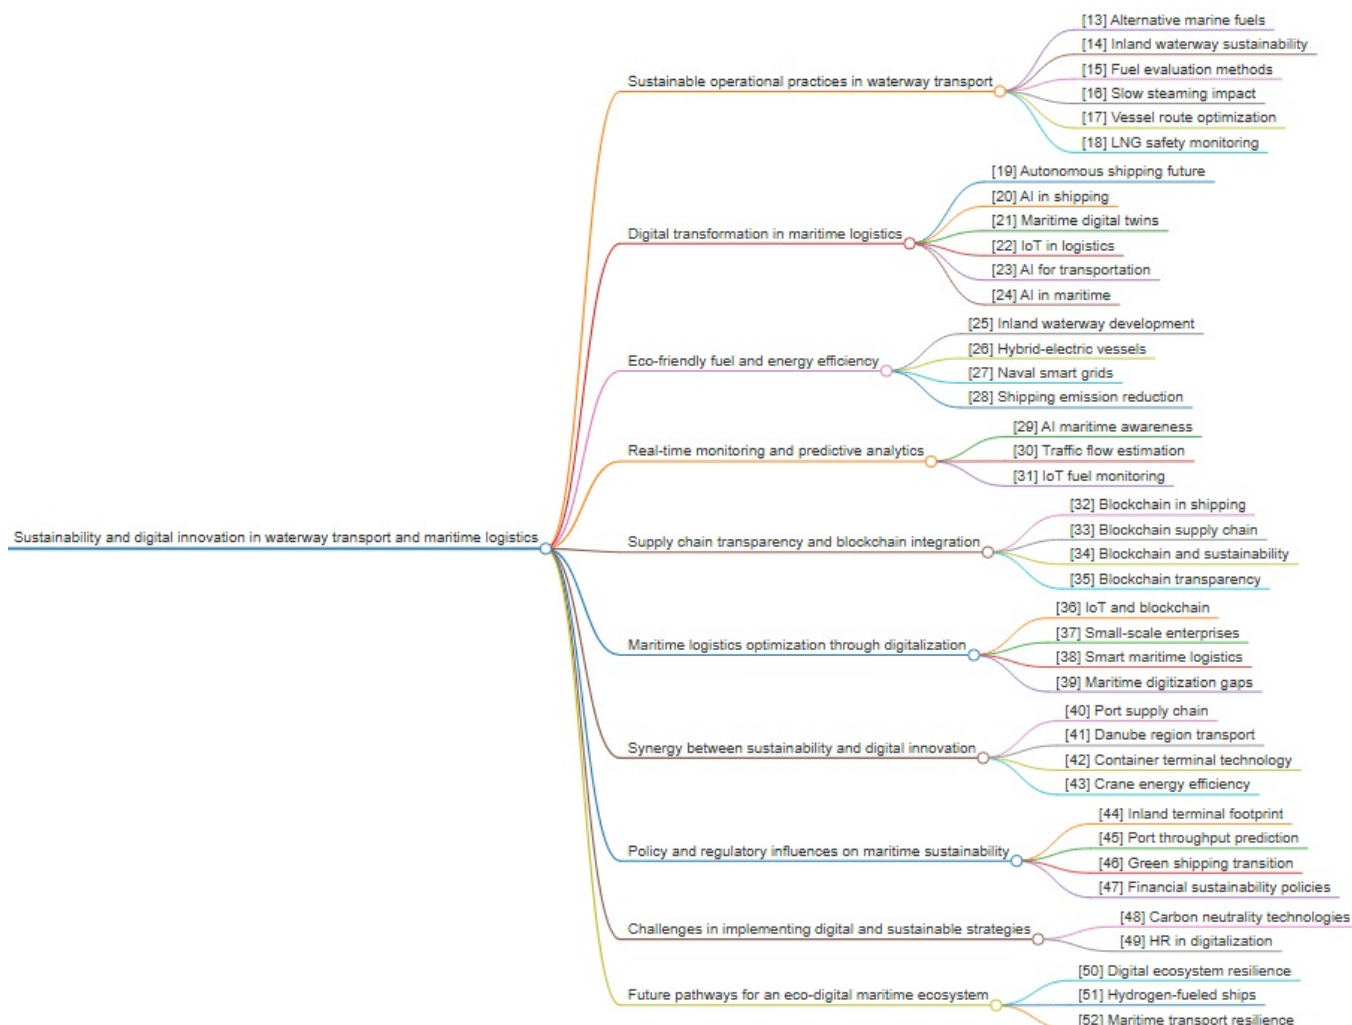 Sustainability and digital innovation in waterway transport and maritime logistics
Sustainable operational practices in waterway transport
[13] Alternative marine fuels
[14] Inland waterway sustainability
[15] Fuel evaluation methods
[16] Slow steaming impact
[17] Vessel route optimization
[18] LNG safety monitoring
Digital transformation in maritime logistics
[19] Autonomous shipping future
[20] AI in shipping
[21] Maritime digital twins
[22] IoT in logistics
[23] AI for transportation
[24] AI in maritime
Eco-friendly fuel and energy efficiency
[25] Inland waterway development
[26] Hybrid-electric vessels
[27] Naval smart grids
[28] Shipping emission reduction
Real-time monitoring and predictive analytics
[29] AI maritime awareness
[30] Traffic flow estimation
[31] IoT fuel monitoring
Supply chain transparency and blockchain integration
[32] Blockchain in shipping
[33] Blockchain supply chain
[34] Blockchain and sustainability
[35] Blockchain transparency
Maritime logistics optimization through digitalization
[36] IoT and blockchain
[37] Small-scale enterprises
[38] Smart maritime logistics
[39] Maritime digitization gaps
Synergy between sustainability and digital innovation
[40] Port supply chain
[41] Danube region transport
[42] Container terminal technology
[43] Crane energy efficiency
Policy and regulatory influences on maritime sustainability
[44] Inland terminal footprint
[45] Port throughput prediction
[46] Green shipping transition
[47] Financial sustainability policies
Challenges in implementing digital and sustainable strategies
[48] Carbon neutrality technologies
[49] HR in digitalization
Future pathways for an eco-digital maritime ecosystem
[50] Digital ecosystem resilience
[51] Hydrogen-fueled ships
[52] Maritime transport resilience